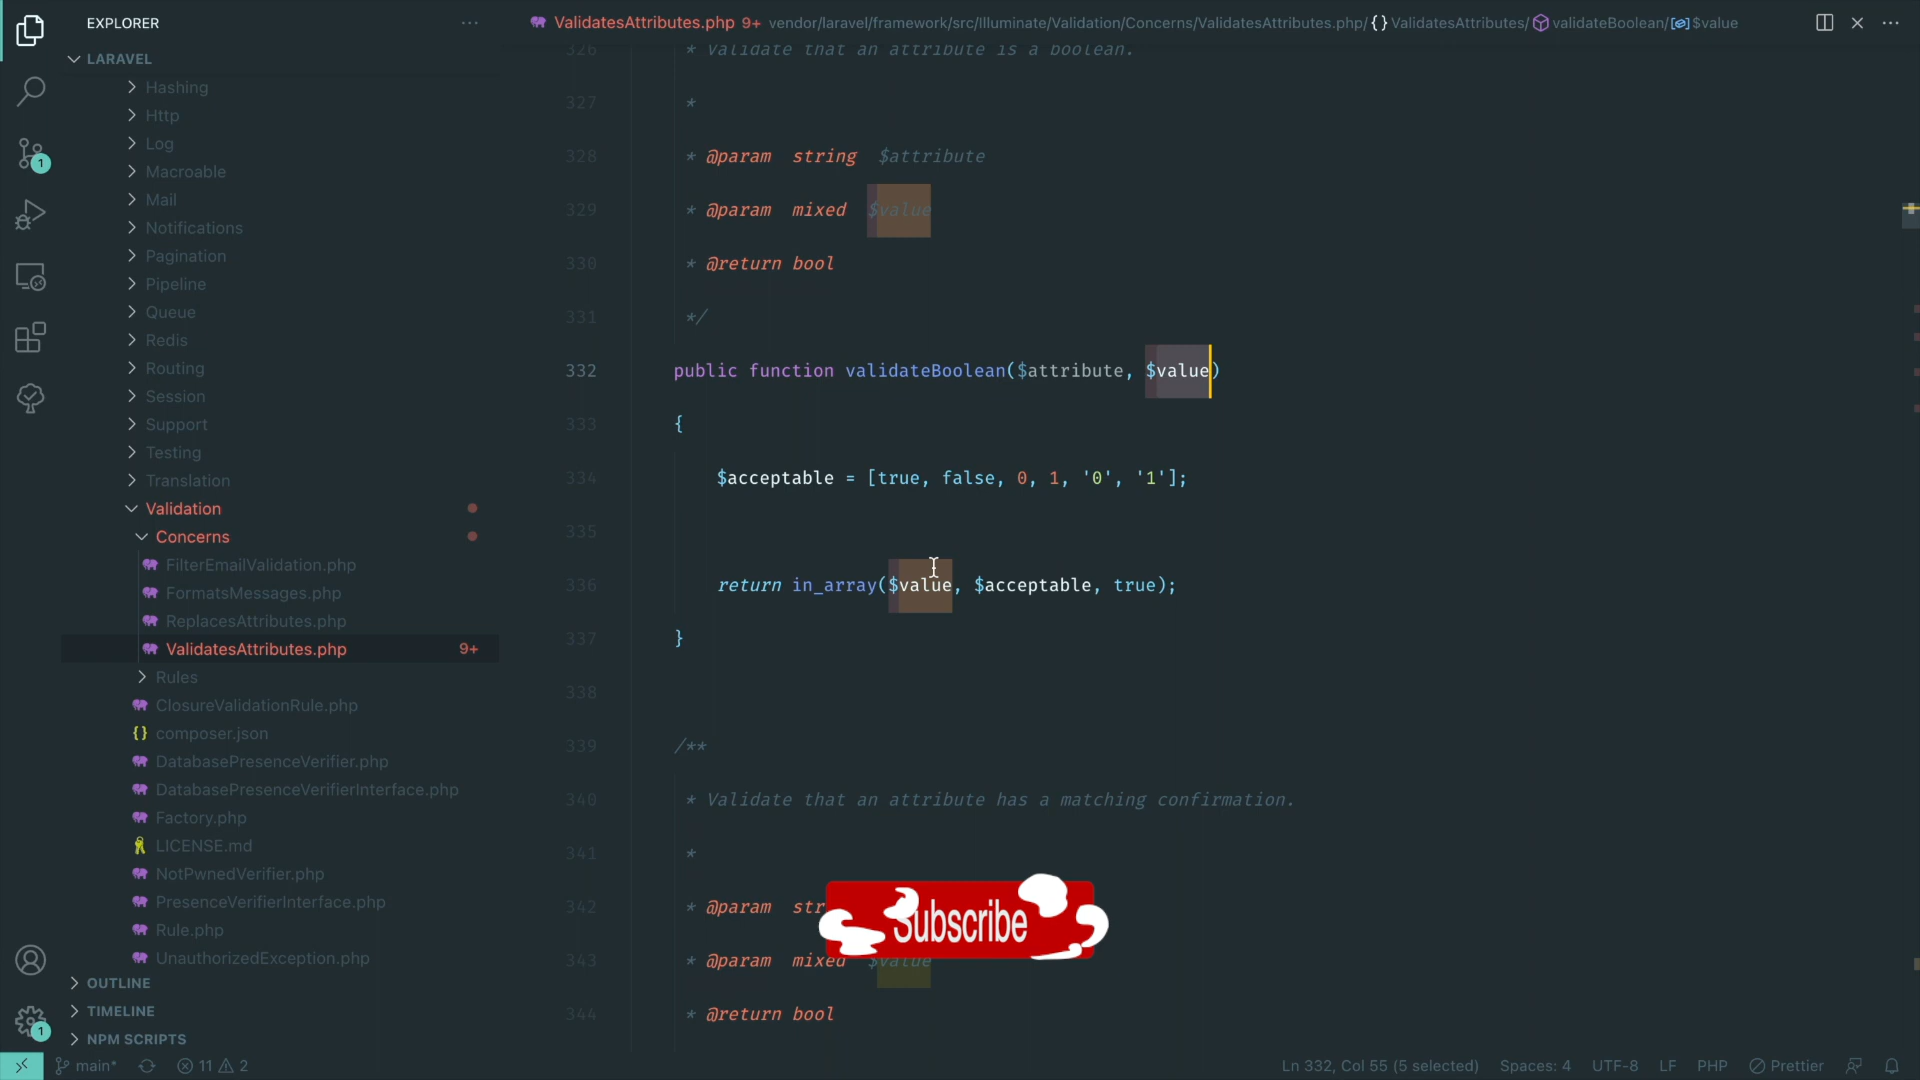 EXPLORER
LARAVEL
Hashing
Http
Log
Macroable
Mail
Notifications
Pagination
Pipeline
Queue
Redis
Routing
Session
Support
Testing
Translation
Validation
Concerns
FilterEmailValidation.php
FormatsMessages.php
ReplacesAttributes.php
ValidatesAttributes.php 9+
Rules
ClosureValidationRule.php
composer.json
DatabasePresenceVerifier.php
DatabasePresenceVerifierInterface.php
Factory.php
LICENSE.md
NotPwnedVerifier.php
PresenceVerifierInterface.php
Rule.php
UnauthorizedException.php
OUTLINE
TIMELINE
NPM SCRIPTS
1
1
ValidatesAttributes.php 9+ vendor/laravel/framework/src/Illuminate/Validation/Concerns/ValidatesAttributes.php/ {} ValidatesAttributes/ validateBoolean/ $value
326 * Validate that an attribute is a boolean.
327 *
328 * @param string $attribute
329 * @param mixed $value
330 * @return bool
331 */
332 public function validateBoolean($attribute, $value)
333 {
334 $acceptable = [true, false, 0, 1, '0', '1'];
335
336 return in_array($value, $acceptable, true);
337 }
338
339 /**
340 * Validate that an attribute has a matching confirmation.
341 *
342 * @param str
343 * @param mixed $value
344 * @return bool
Subscribe
main* 11 2 Ln 332, Col 55 (5 selected) Spaces: 4 UTF-8 LF PHP Prettier